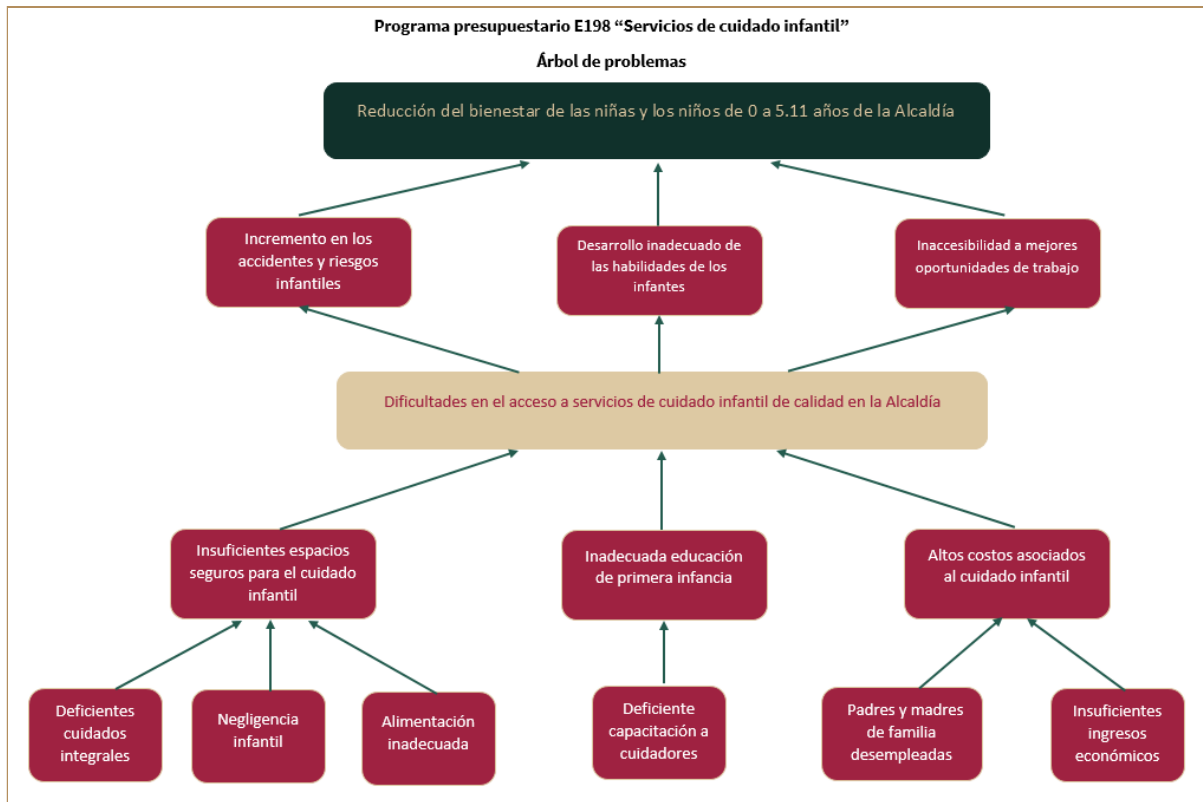 Programa presupuestario E198 “Servicios de cuidado infantil”
Árbol de problemas
Reducción del bienestar de las niñas y los niños de 0 a 5.11 años de la Alcaldía
Incremento en los
accidentes y riesgos
infantiles
Desarrollo inadecuado de
las habilidades de los
infantes
Inaccesibilidad a mejores
oportunidades de trabajo
Dificultades en el acceso a servicios de cuidado infantil de calidad en la Alcaldía
Insuficientes espacios
seguros para el cuidado
infantil
Inadecuada educación
de primera infancia
Altos costos asociados
al cuidado infantil
Deficientes
cuidados
integrales
Negligencia
infantil
Alimentación
inadecuada
Deficiente
capacitación a
cuidadores
Padres y madres
de familia
desempleadas
Insuficientes
ingresos
económicos